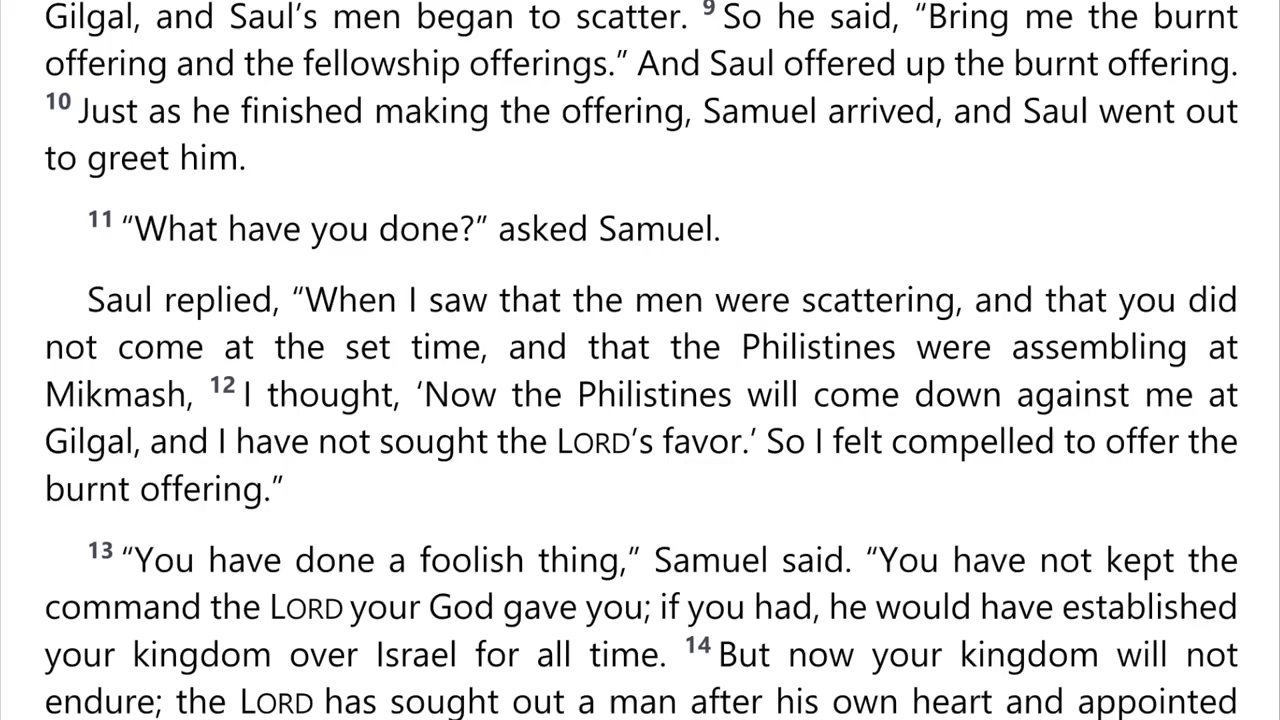 Gilgal, and Saul’s men began to scatter. 9 So he said, “Bring me the burnt
offering and the fellowship offerings.” And Saul offered up the burnt offering.
10 Just as he finished making the offering, Samuel arrived, and Saul went out
to greet him.
11 “What have you done?” asked Samuel.
Saul replied, “When I saw that the men were scattering, and that you did
not come at the set time, and that the Philistines were assembling at
Mikmash, 12 I thought, ‘Now the Philistines will come down against me at
Gilgal, and I have not sought the LORD’s favor.’ So I felt compelled to offer the
burnt offering.”
13 “You have done a foolish thing,” Samuel said. “You have not kept the
command the LORD your God gave you; if you had, he would have established
your kingdom over Israel for all time. 14 But now your kingdom will not
endure; the LORD has sought out a man after his own heart and appointed